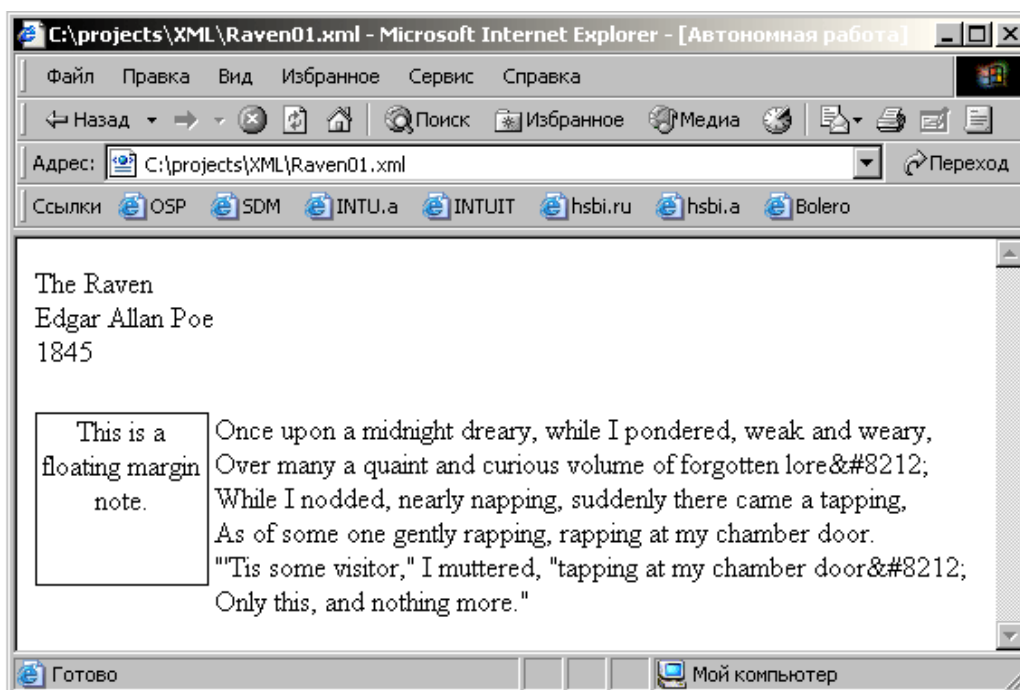 C:\projects\XML\Raven01.xml - Microsoft Internet Explorer - [Автономная работа]
Файл Правка Вид Избранное Сервис Справка
Назад Поиск Избранное Медиа
Адрес: C:\projects\XML\Raven01.xml Переход
Ссылки OSP SDM INTU.a INTUIT hsbi.ru hsbi.a Bolero
The Raven
Edgar Allan Poe
1845
This is a
floating margin
note.
Once upon a midnight dreary, while I pondered, weak and weary,
Over many a quaint and curious volume of forgotten lore&#8212;
While I nodded, nearly napping, suddenly there came a tapping,
As of some one gently rapping, rapping at my chamber door.
"'Tis some visitor," I muttered, "tapping at my chamber door&#8212;
Only this, and nothing more."
Готово Мой компьютер